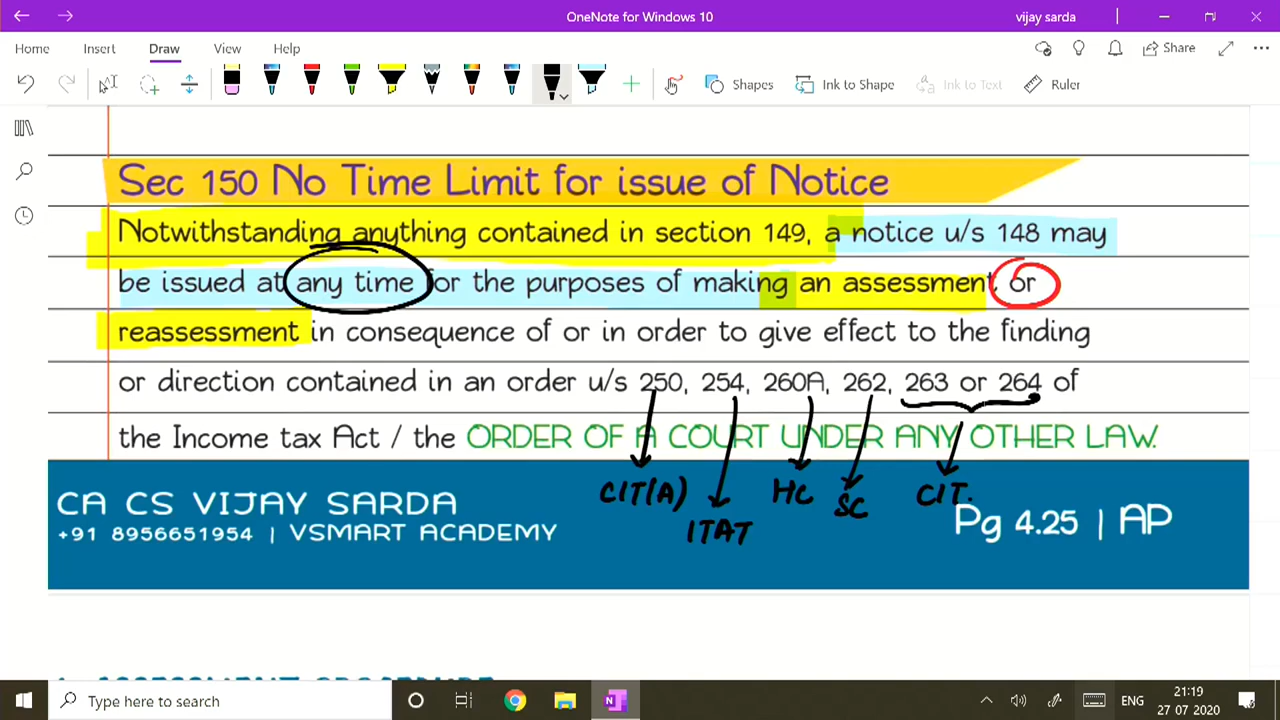 OneNote for Windows 10
vijay sarda
Home Insert Draw View Help
Share
Shapes Ink to Shape Ink to Text Ruler
Sec 150 No Time Limit for issue of Notice
Notwithstanding anything contained in section 149, a notice u/s 148 may
be issued at any time for the purposes of making an assessment or
reassessment in consequence of or in order to give effect to the finding
or direction contained in an order u/s 250, 254, 260A, 262, 263 or 264 of
the Income tax Act / the ORDER OF A COURT UNDER ANY OTHER LAW.
CIT(A) ITAT HC SC CIT.
CA CS VIJAY SARDA
+91 8956651954 | VSMART ACADEMY
Pg 4.25 | AP
Type here to search
ENG
21:19
27 07 2020